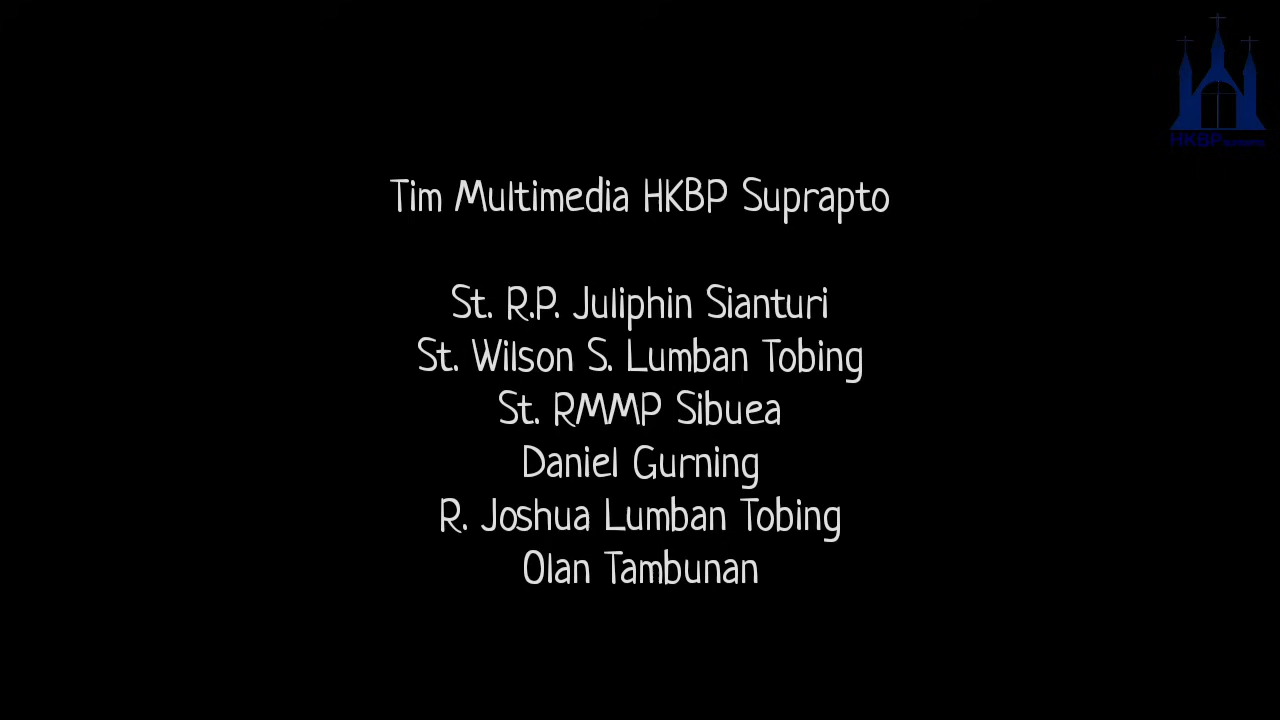 HKBP
Tim Multimedia HKBP Suprapto
St. R.P. Juliphin Sianturi
St. Wilson S. Lumban Tobing
St. RMMP Sibuea
Daniel Gurning
R. Joshua Lumban Tobing
Olan Tambunan